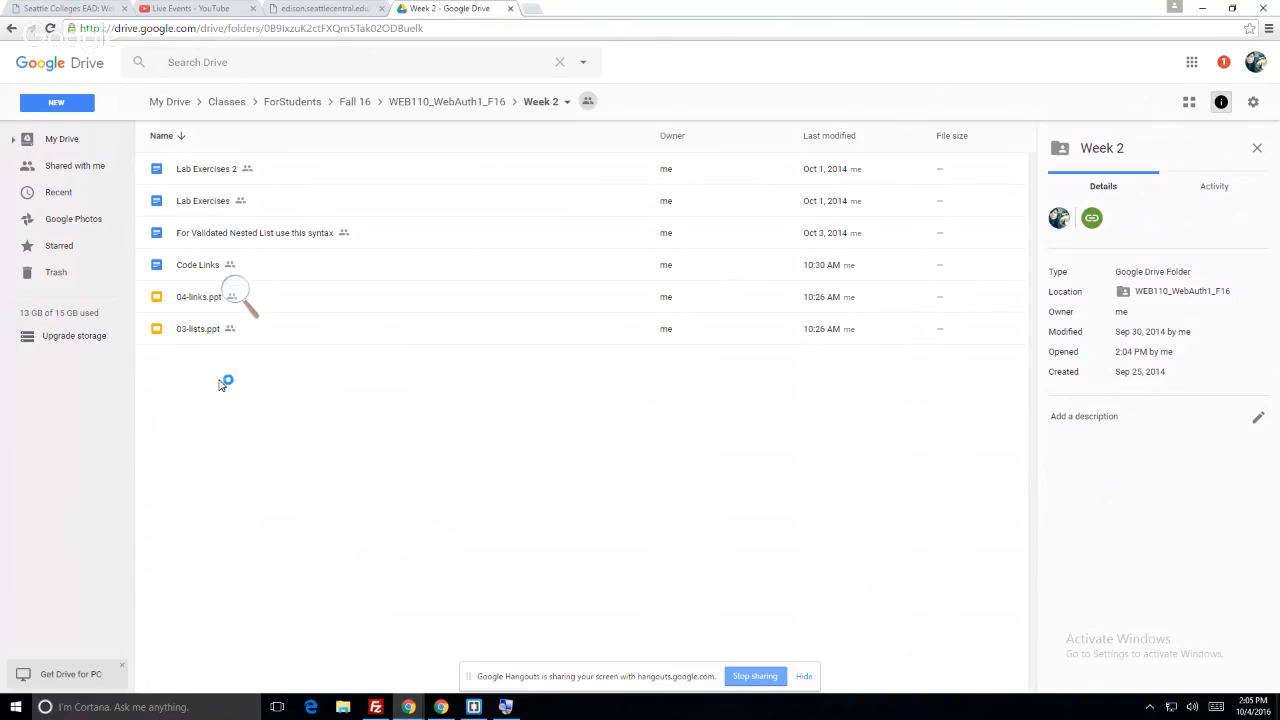 Seattle Colleges EAD: We
Live Events - YouTube
edison.seattlecentral.edu
Week 2 - Google Drive
https://drive.google.com/drive/folders/0B9IxzuK2ctFXQm5Tak02ODBuelk
Google Drive
Search Drive
1
NEW
My Drive > Classes > ForStudents > Fall 16 > WEB110_WebAuth1_F16 > Week 2
My Drive
Shared with me
Recent
Google Photos
Starred
Trash
13 GB of 15 GB used
Upgrade storage
Name Owner Last modified File size
Lab Exercises 2 me Oct 1, 2014 me —
Lab Exercises me Oct 1, 2014 me —
For Validated Nested List use this syntax me Oct 3, 2014 me —
Code Links me 10:30 AM me —
04-links.ppt me 10:26 AM me —
03-lists.ppt me 10:26 AM me —
Week 2
Details Activity
Type Google Drive Folder
Location WEB110_WebAuth1_F16
Owner me
Modified Sep 30, 2014 by me
Opened 2:04 PM by me
Created Sep 25, 2014
Add a description
Activate Windows
Go to Settings to activate Windows.
Get Drive for PC
Google Hangouts is sharing your screen with hangouts.google.com. Stop sharing Hide
I'm Cortana. Ask me anything.
2:05 PM
10/4/2016